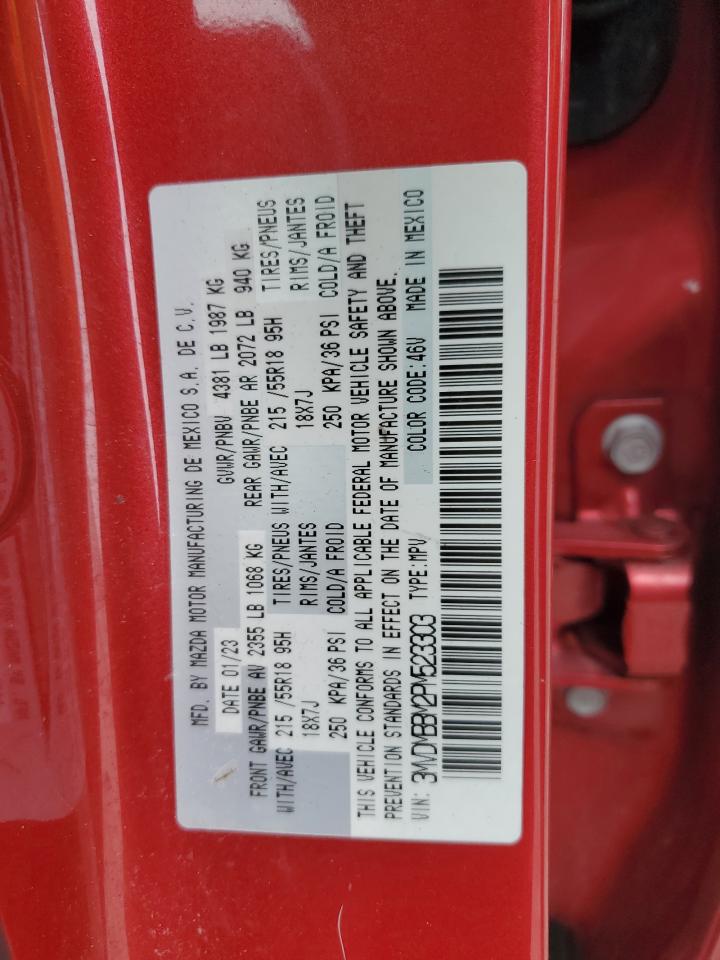 MFD. BY MAZDA MOTOR MANUFACTURING DE MEXICO S.A. DE C.V.
DATE 01/23 GVWR/PNBV 4381 LB 1987 KG
FRONT GAWR/PNBE AV 2355 LB 1068 KG REAR GAWR/PNBE AR 2072 LB 940 KG
WITH/AVEC 215 /55R18 95H TIRES/PNEUS WITH/AVEC 215 /55R18 95H TIRES/PNEUS
18X7J RIMS/JANTES 18X7J RIMS/JANTES
250 KPA/36 PSI COLD/A FROID 250 KPA/36 PSI COLD/A FROID
THIS VEHICLE CONFORMS TO ALL APPLICABLE FEDERAL MOTOR VEHICLE SAFETY AND THEFT
PREVENTION STANDARDS IN EFFECT ON THE DATE OF MANUFACTURE SHOWN ABOVE.
VIN: 3MVDMBBM2PM523303 TYPE:MPV COLOR CODE:46V MADE IN MEXICO